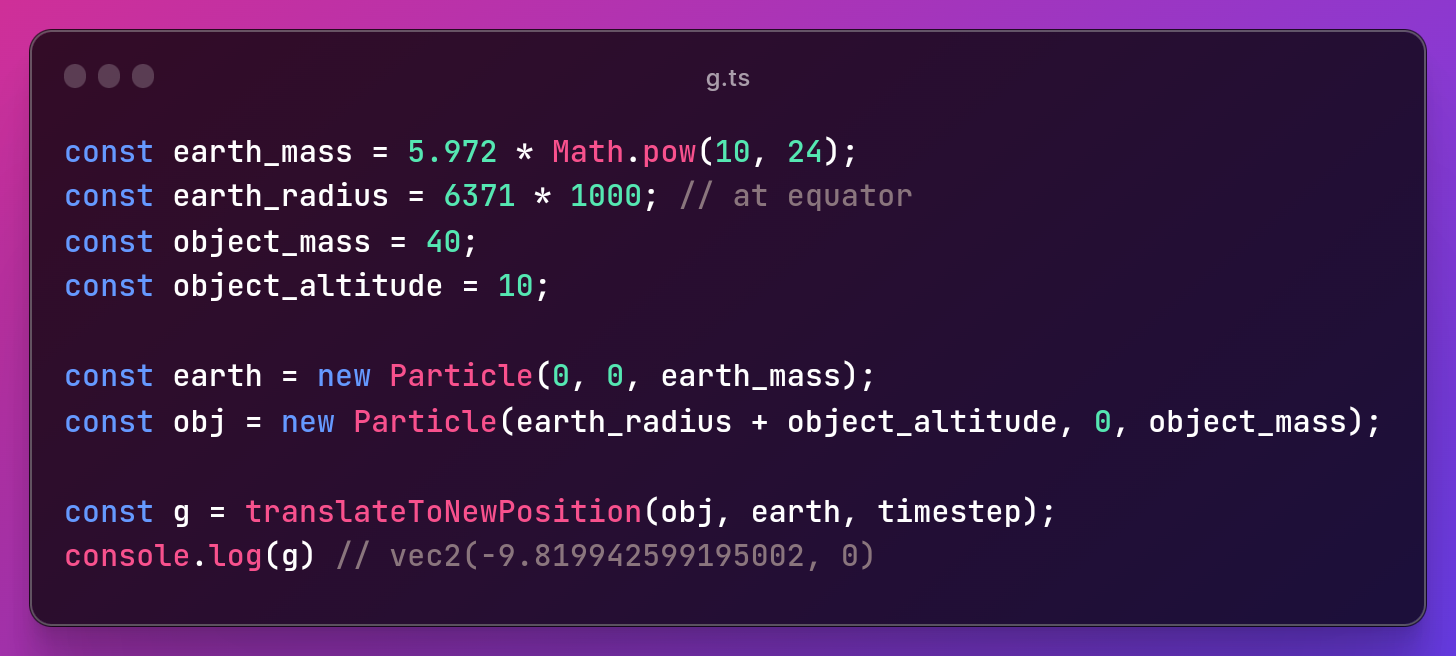 g.ts
const earth_mass = 5.972 * Math.pow(10, 24);
const earth_radius = 6371 * 1000; // at equator
const object_mass = 40;
const object_altitude = 10;
const earth = new Particle(0, 0, earth_mass);
const obj = new Particle(earth_radius + object_altitude, 0, object_mass);
const g = translateToNewPosition(obj, earth, timestep);
console.log(g) // vec2(-9.819942599195002, 0)